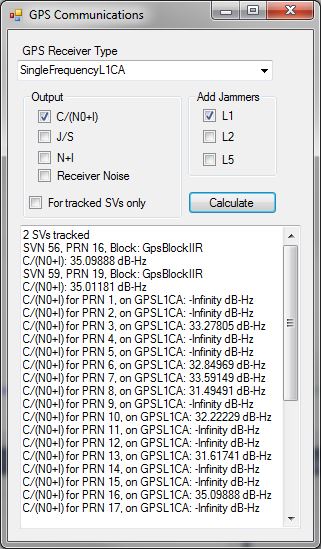 GPS Communications
GPS Receiver Type
SingleFrequencyL1CA
Output
Add Jammers
C/(N0+I)
L1
J/S
L2
N+I
L5
Receiver Noise
For tracked SVs only
Calculate
2 SVs tracked
SVN 56, PRN 16, Block: GpsBlockIIR
C/(N0+I): 35.09888 dB-Hz
SVN 59, PRN 19, Block: GpsBlockIIR
C/(N0+I): 35.01181 dB-Hz
C/(N0+I) for PRN 1, on GPSL1CA: -Infinity dB-Hz
C/(N0+I) for PRN 2, on GPSL1CA: -Infinity dB-Hz
C/(N0+I) for PRN 3, on GPSL1CA: 33.27805 dB-Hz
C/(N0+I) for PRN 4, on GPSL1CA: -Infinity dB-Hz
C/(N0+I) for PRN 5, on GPSL1CA: -Infinity dB-Hz
C/(N0+I) for PRN 6, on GPSL1CA: 32.84969 dB-Hz
C/(N0+I) for PRN 7, on GPSL1CA: 33.59149 dB-Hz
C/(N0+I) for PRN 8, on GPSL1CA: 31.49491 dB-Hz
C/(N0+I) for PRN 9, on GPSL1CA: -Infinity dB-Hz
C/(N0+I) for PRN 10, on GPSL1CA: 32.22229 dB-Hz
C/(N0+I) for PRN 11, on GPSL1CA: -Infinity dB-Hz
C/(N0+I) for PRN 12, on GPSL1CA: -Infinity dB-Hz
C/(N0+I) for PRN 13, on GPSL1CA: 31.61741 dB-Hz
C/(N0+I) for PRN 14, on GPSL1CA: -Infinity dB-Hz
C/(N0+I) for PRN 15, on GPSL1CA: -Infinity dB-Hz
C/(N0+I) for PRN 16, on GPSL1CA: 35.09888 dB-Hz
C/(N0+I) for PRN 17, on GPSL1CA: -Infinity dB-Hz